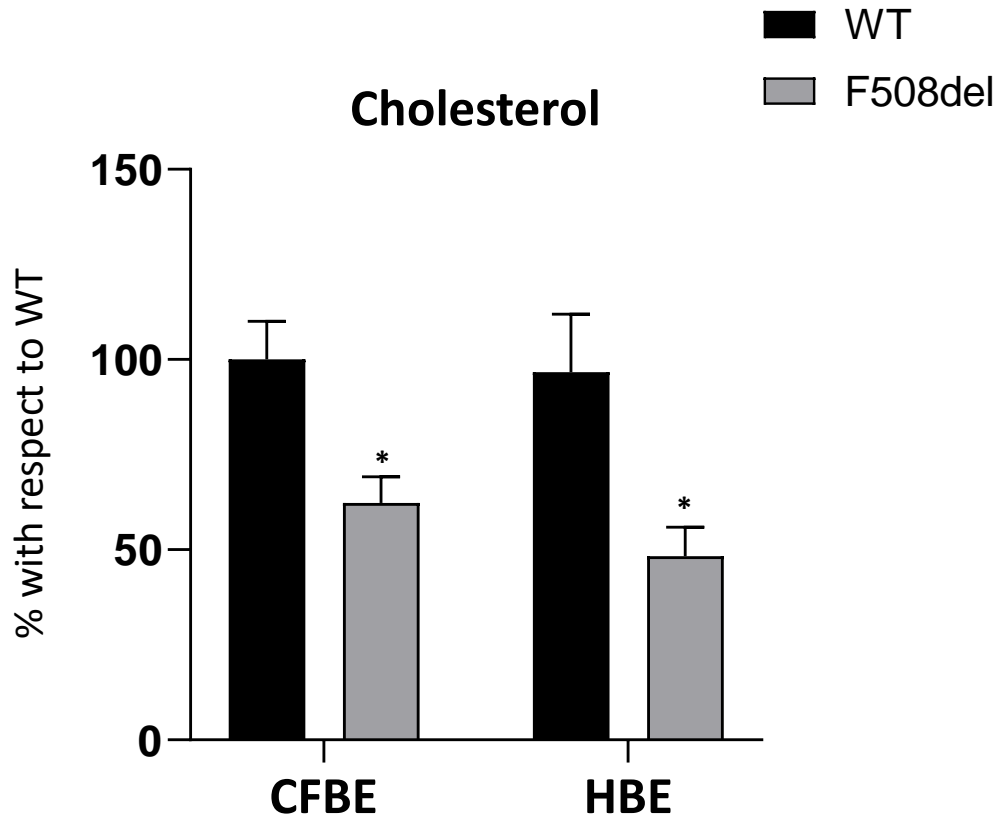 WT
F508del
Cholesterol
150
100
50
0
% with respect to WT
*
*
CFBE
HBE